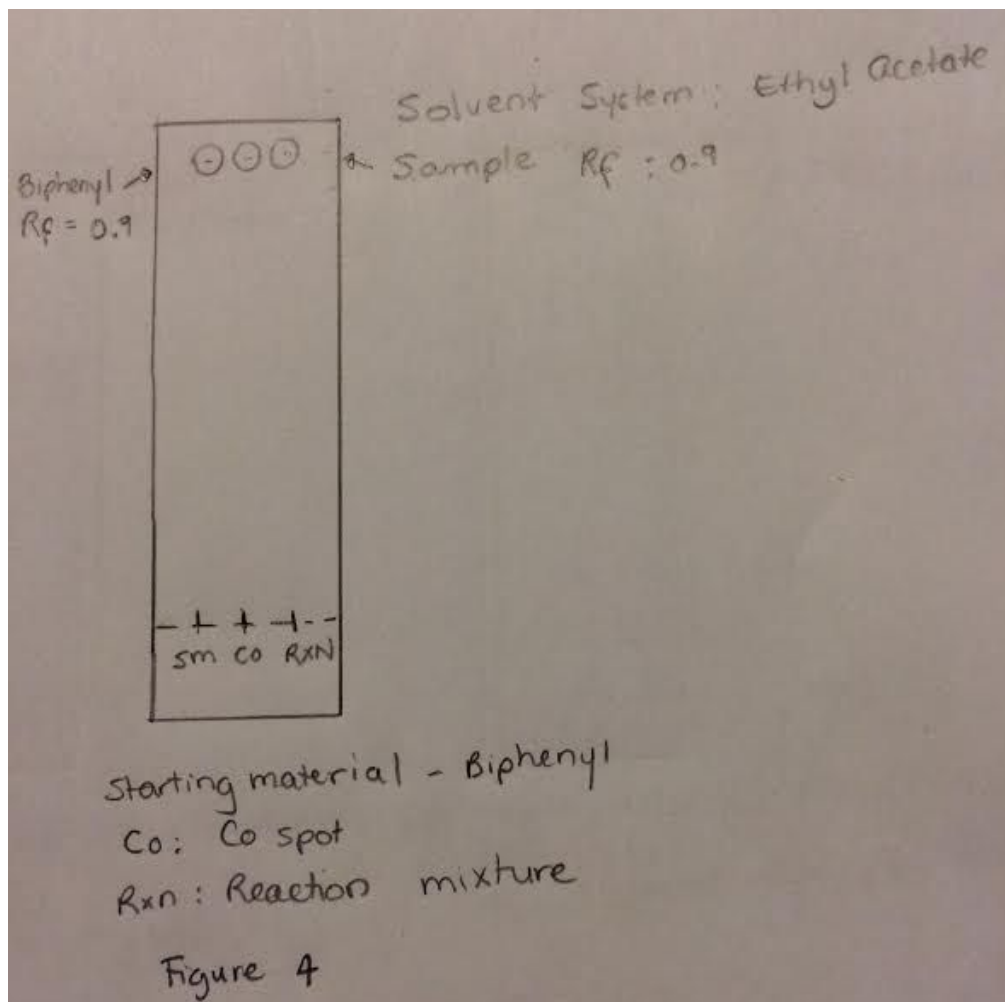 Solvent System : Ethyl Acetate
Biphenyl
Rf = 0.9
Sample Rf : 0.9
Sm Co RXN
Starting material - Biphenyl
Co: Co spot
Rxn : Reaction mixture
Figure 4